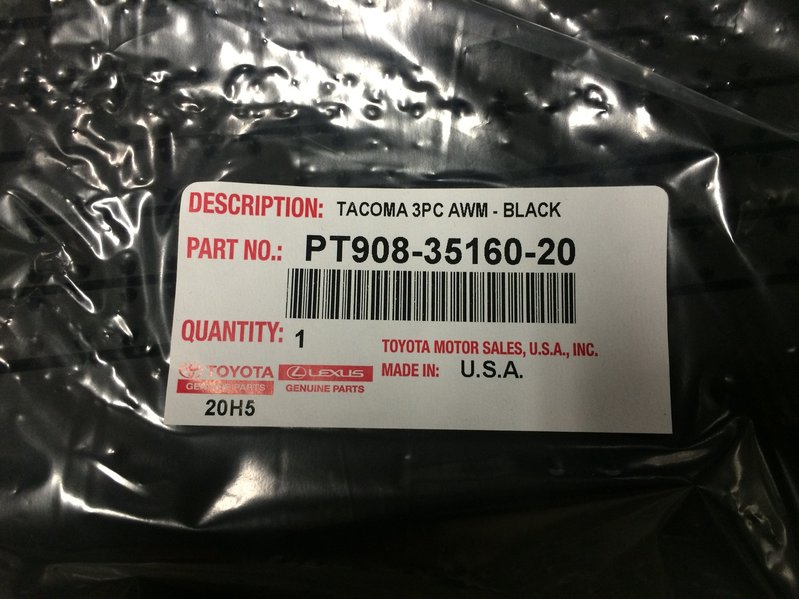 DESCRIPTION: TACOMA 3PC AWM - BLACK
PART NO.: PT908-35160-20
QUANTITY: 1
TOYOTA MOTOR SALES, U.S.A., INC.
MADE IN: U.S.A.
TOYOTA LEXUS
GENUINE PARTS GENUINE PARTS
20H5